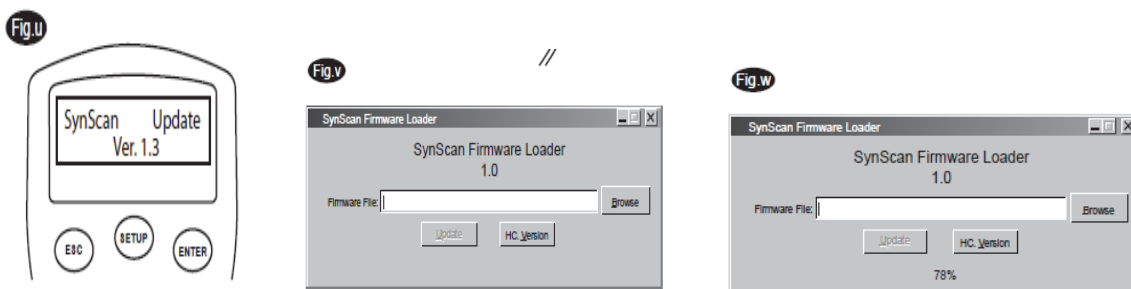 Fig.u
SynScan Update
Ver. 1.3
ESC
SETUP
ENTER
Fig.v
//
SynScan Firmware Loader
SynScan Firmware Loader
1.0
Firmware File:
Browse
Update
HC. Version
Fig.w
SynScan Firmware Loader
SynScan Firmware Loader
1.0
Firmware File:
Browse
Update
HC. Version
78%